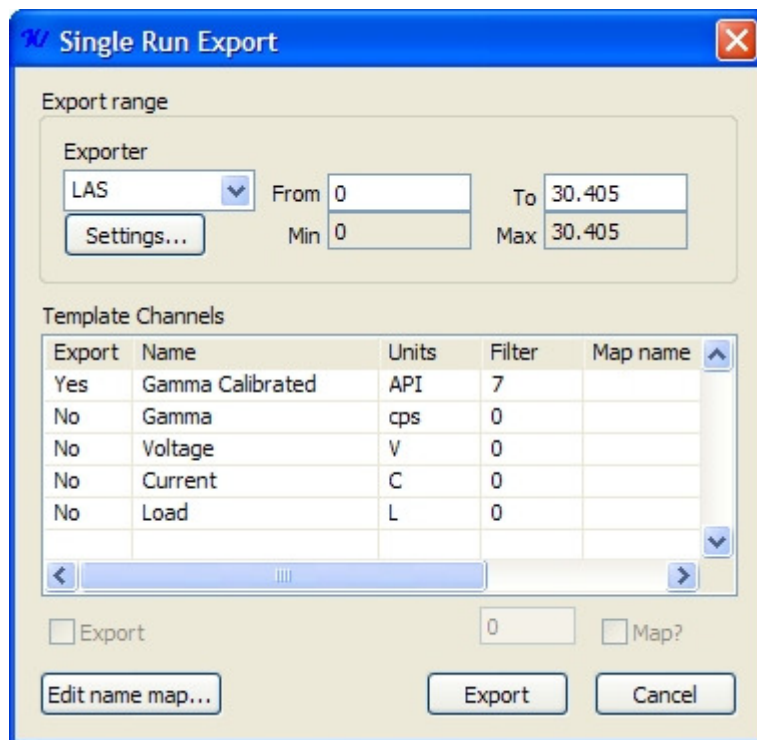 Single Run Export
Export range
Exporter
LAS From 0 To 30.405
Settings... Min 0 Max 30.405
Template Channels
Export Name Units Filter Map name
Yes Gamma Calibrated API 7
No Gamma cps 0
No Voltage V 0
No Current C 0
No Load L 0
Export 0 Map?
Edit name map... Export Cancel